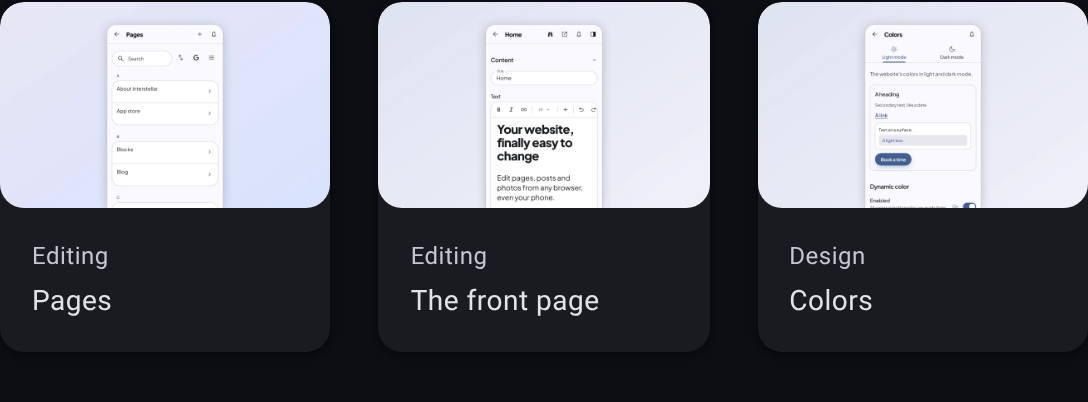 Pages
Search
A
About Interstellar
App store
B
Blocks
Blog
C
Editing
Pages
Home
Content
Title
Home
Text
B I
Your website,
finally easy to
change
Edit pages, posts and
photos from any browser,
even your phone.
Editing
The front page
Colors
Light mode
Dark mode
The website's colors in light and dark mode.
A heading
Secondary text, like a date.
A link
Text on a surface.
A light box
Book a time
Dynamic color
Enabled
On
Design
Colors